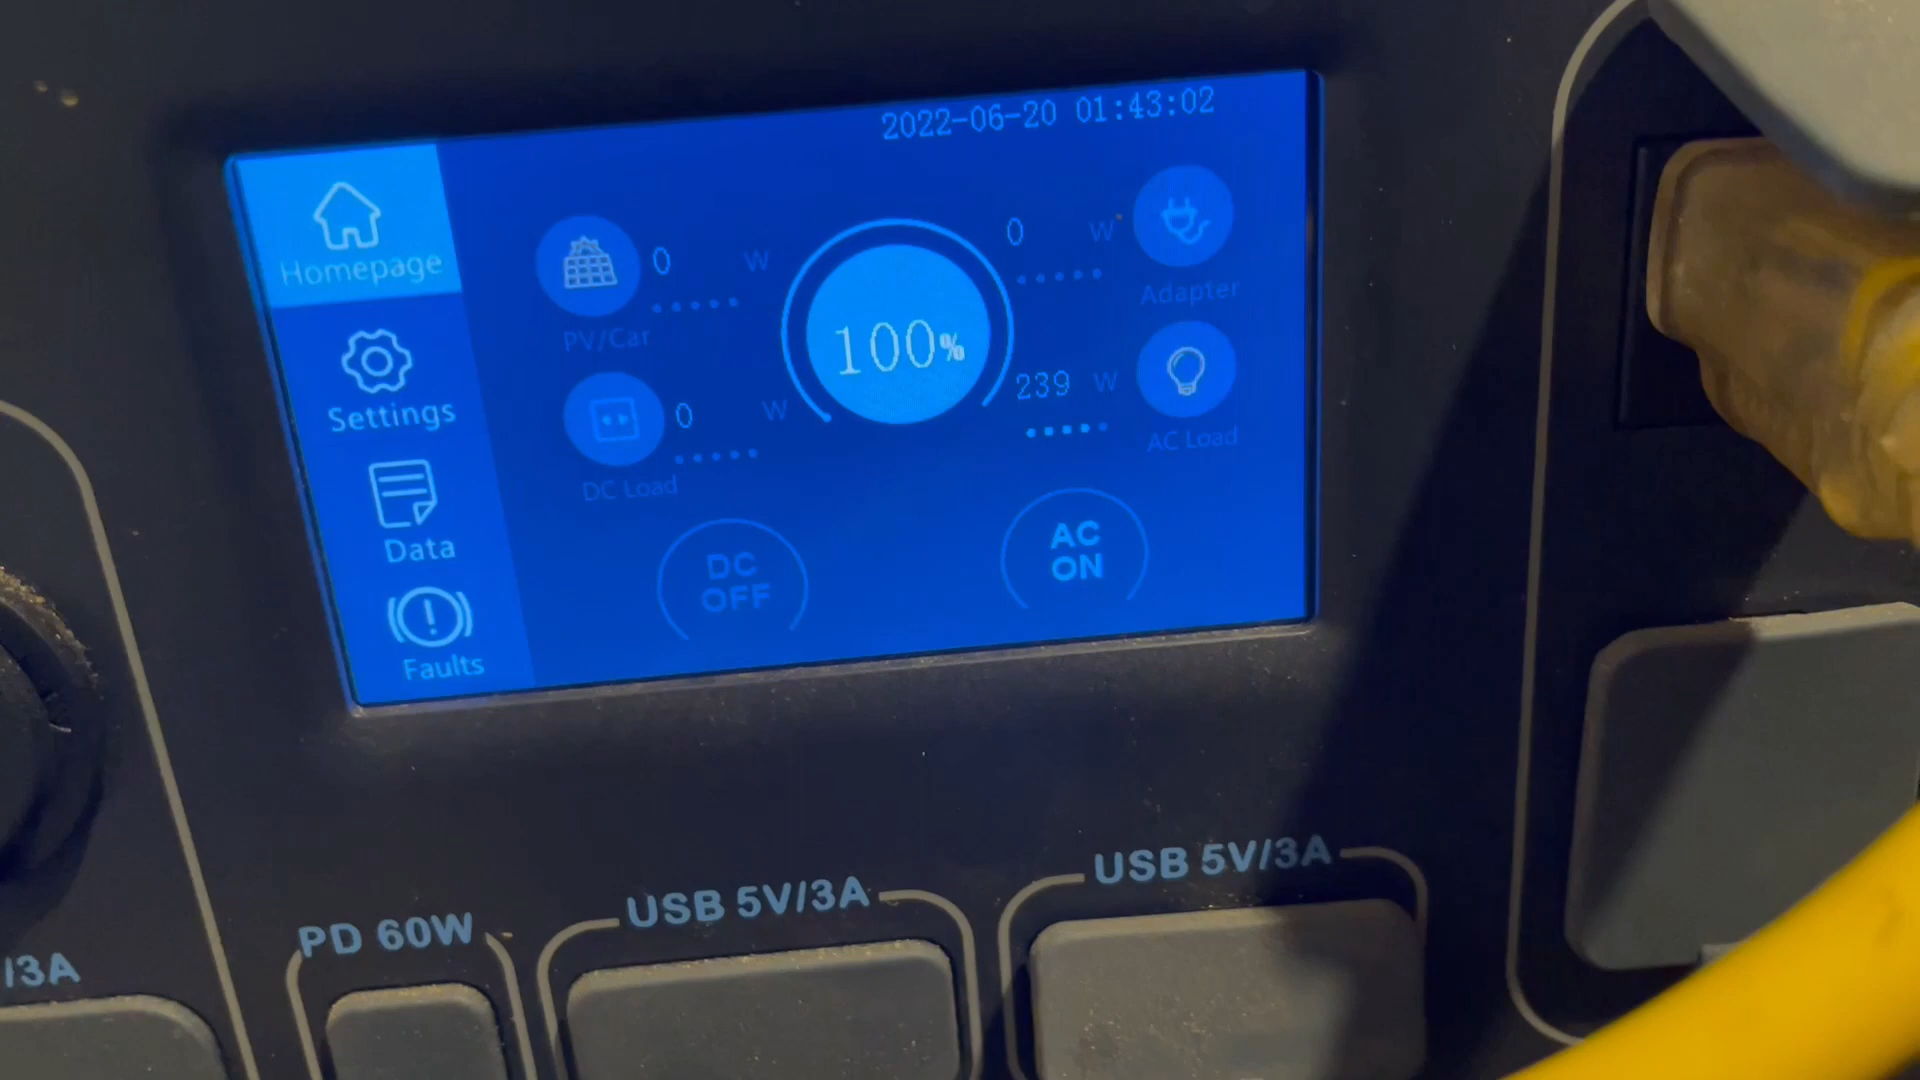 2022-06-20 01:43:02
Homepage
Settings
Data
Faults
0 W
PV/Car
0 W
DC Load
100%
0 W
Adapter
239 W
AC Load
DC
OFF
AC
ON
/3A
PD 60W
USB 5V/3A
USB 5V/3A